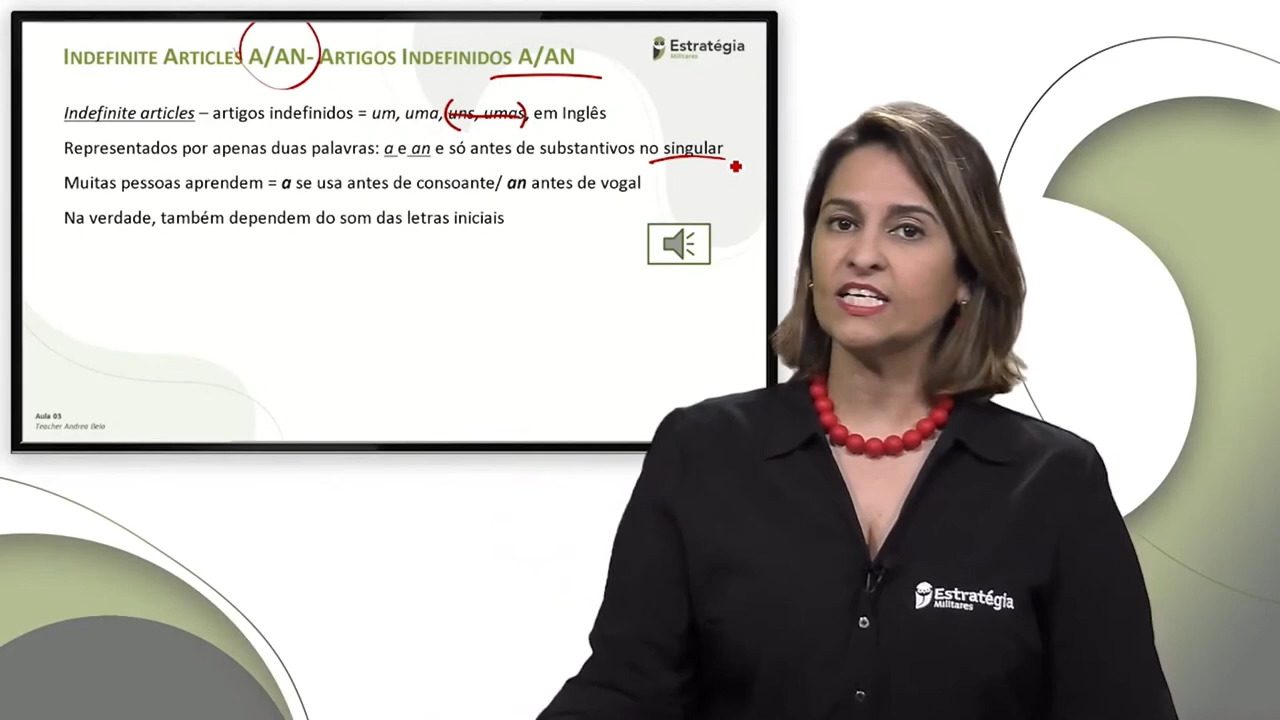 INDEFINITE ARTICLES A/AN- ARTIGOS INDEFINIDOS A/AN
Estratégia
Militares
Indefinite articles – artigos indefinidos = um, uma, uns, umas, em Inglês
Representados por apenas duas palavras: a e an e só antes de substantivos no singular
Muitas pessoas aprendem = a se usa antes de consoante/ an antes de vogal
Na verdade, também dependem do som das letras iniciais
Aula 03
Teacher Andrea Belo
Estratégia
Militares